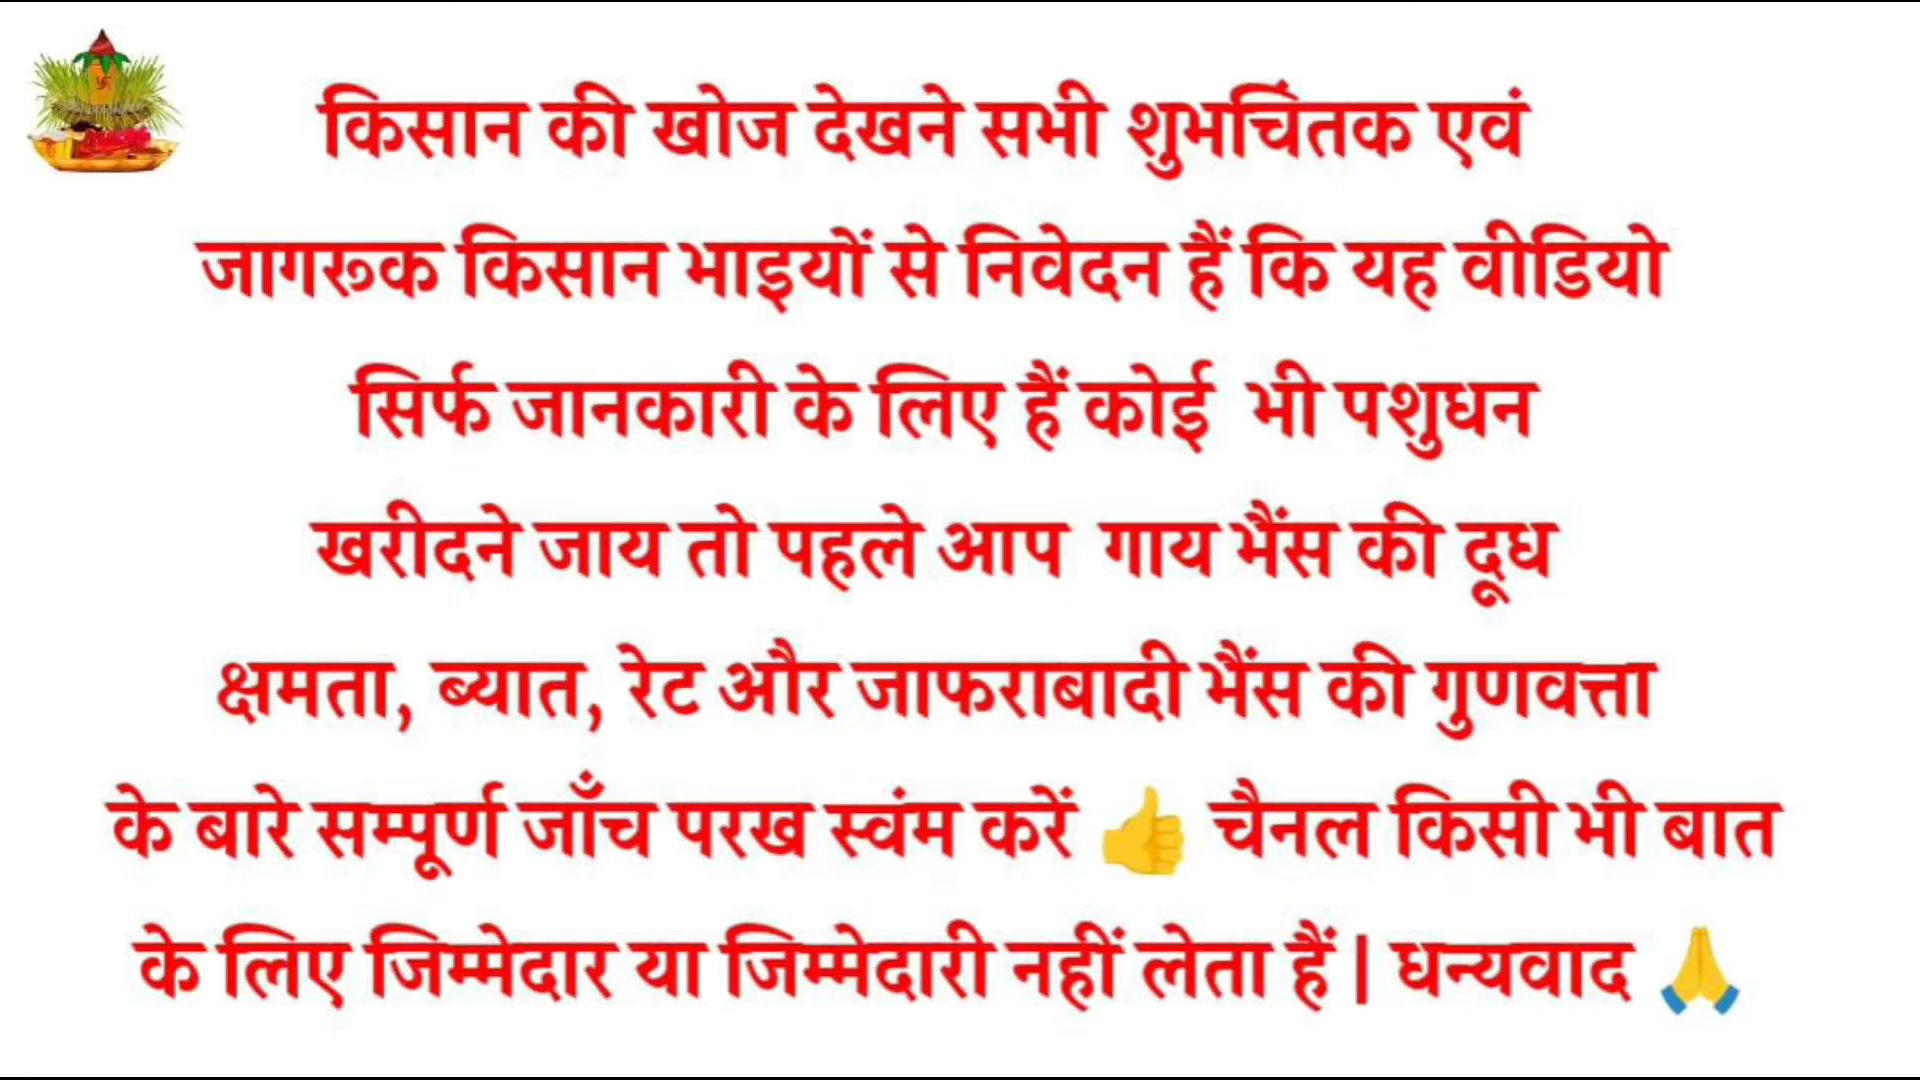 किसान की खोज देखने सभी शुभचिंतक एवं
जागरूक किसान भाइयों से निवेदन हैं कि यह वीडियो
सिर्फ जानकारी के लिए हैं कोई भी पशुधन
खरीदने जाय तो पहले आप गाय भैंस की दूध
क्षमता, ब्यात, रेट और जाफराबादी भैंस की गुणवत्ता
के बारे सम्पूर्ण जाँच परख स्वंम करें 👍 चैनल किसी भी बात
के लिए जिम्मेदार या जिम्मेदारी नहीं लेता हैं | धन्यवाद 🙏